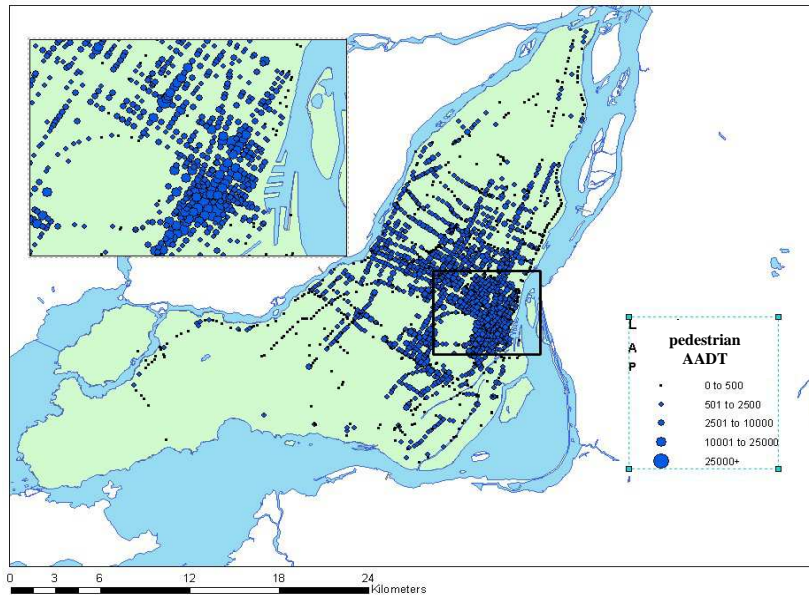 L
A
P
pedestrian
AADT
0 to 500
501 to 2500
2501 to 10000
10001 to 25000
25000+
0 3 6 12 18 24
Kilometers